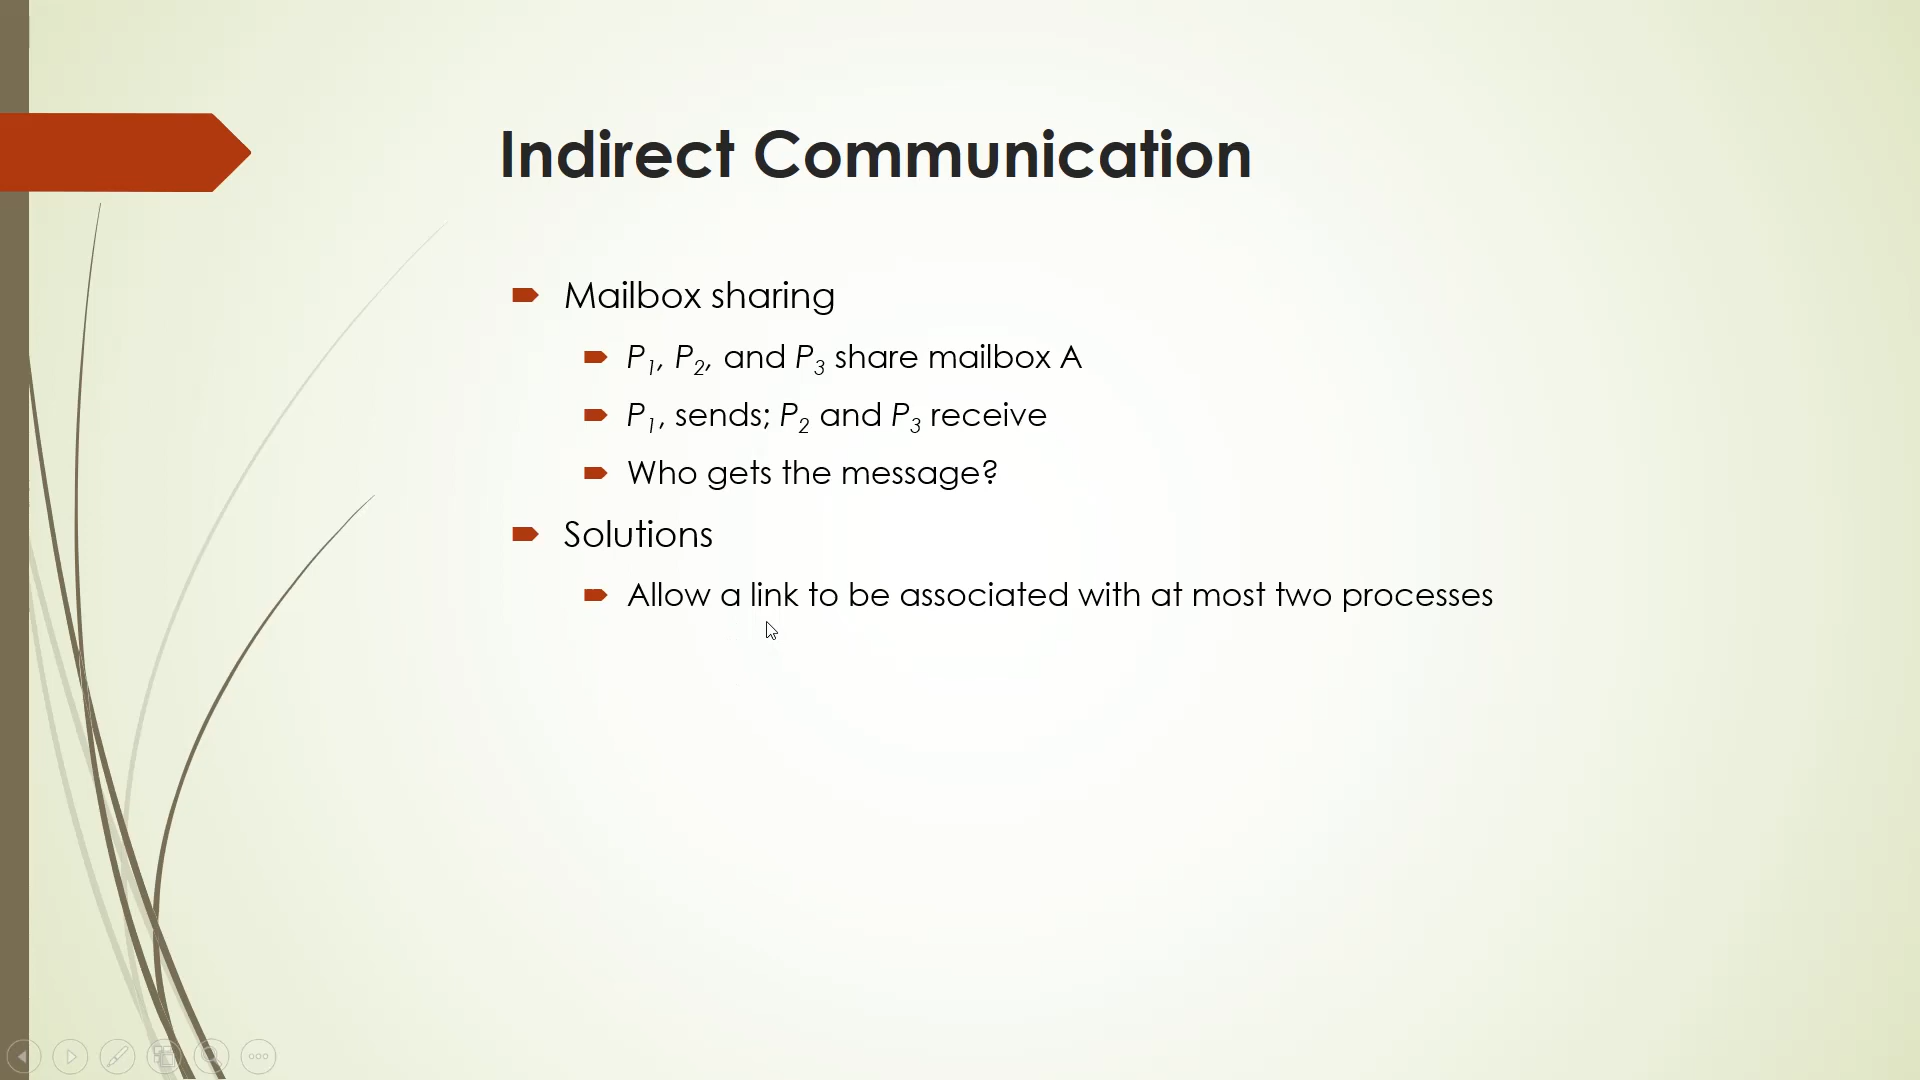 Indirect Communication
Mailbox sharing
P1, P2, and P3 share mailbox A
P1, sends; P2 and P3 receive
Who gets the message?
Solutions
Allow a link to be associated with at most two processes